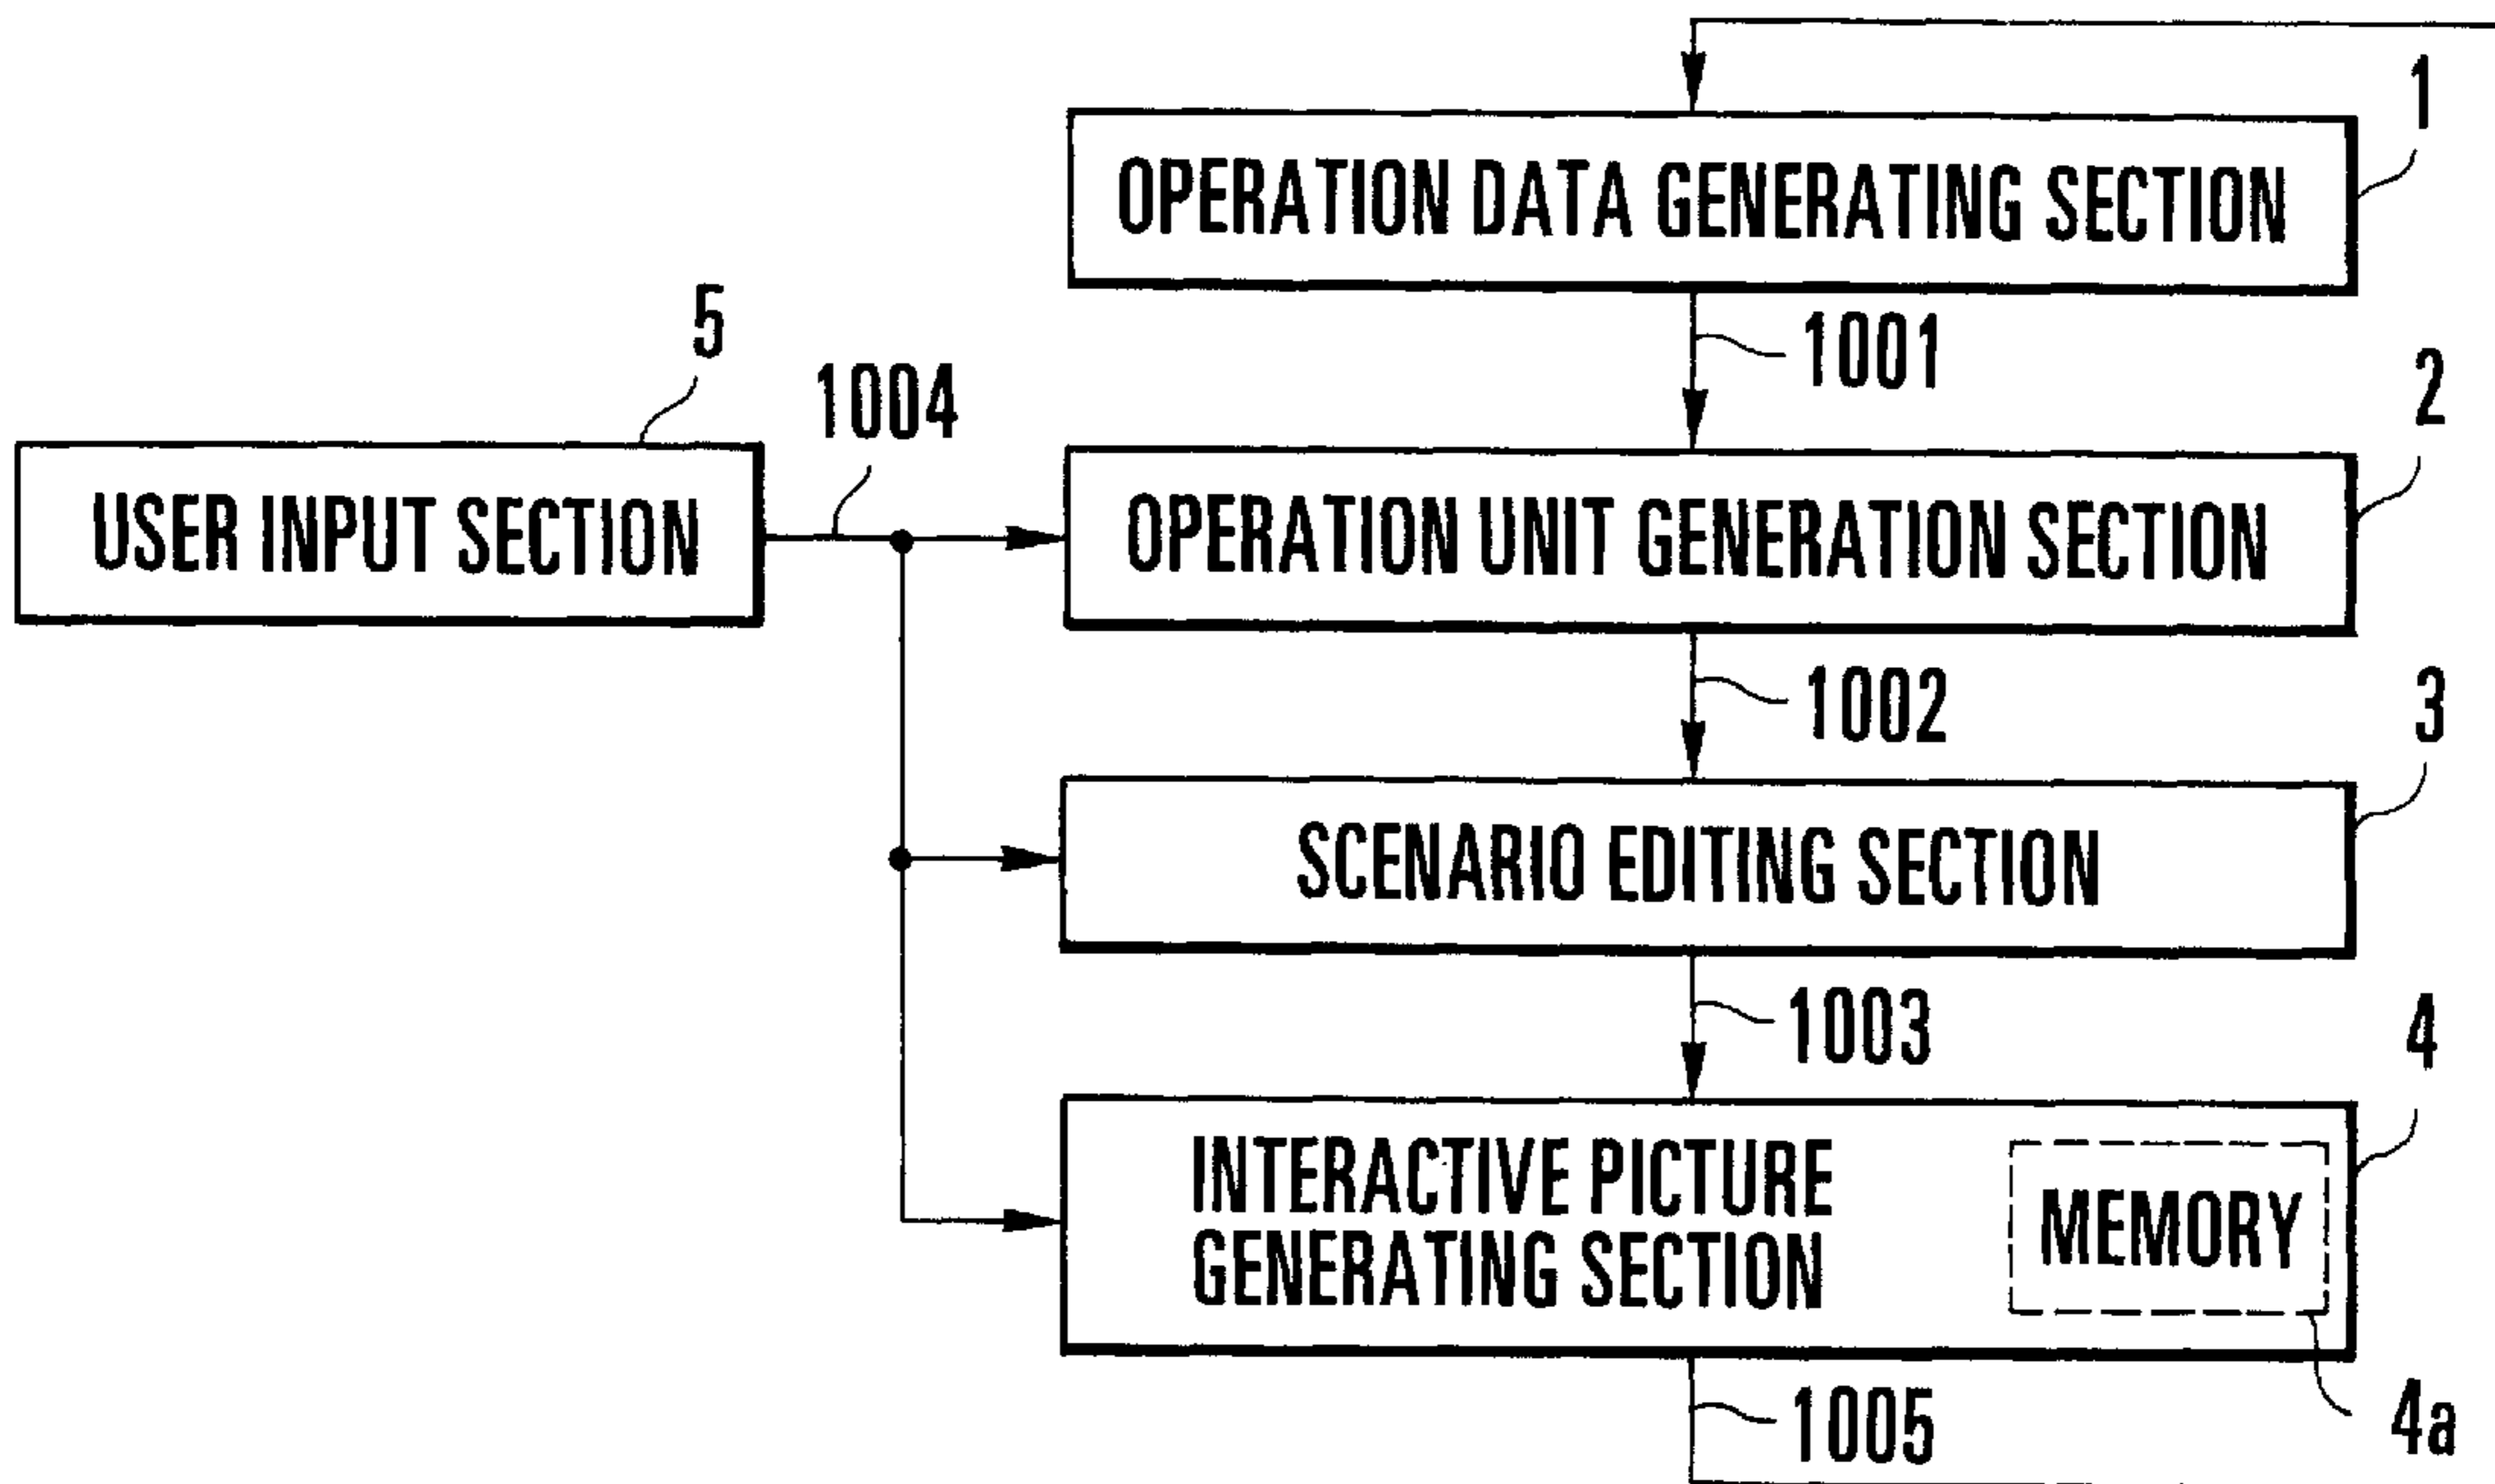 1
OPERATION DATA GENERATING SECTION
1001
5
1004
2
USER INPUT SECTION
OPERATION UNIT GENERATION SECTION
1002
3
SCENARIO EDITING SECTION
1003
4
INTERACTIVE PICTURE
GENERATING SECTION
MEMORY
1005
4a